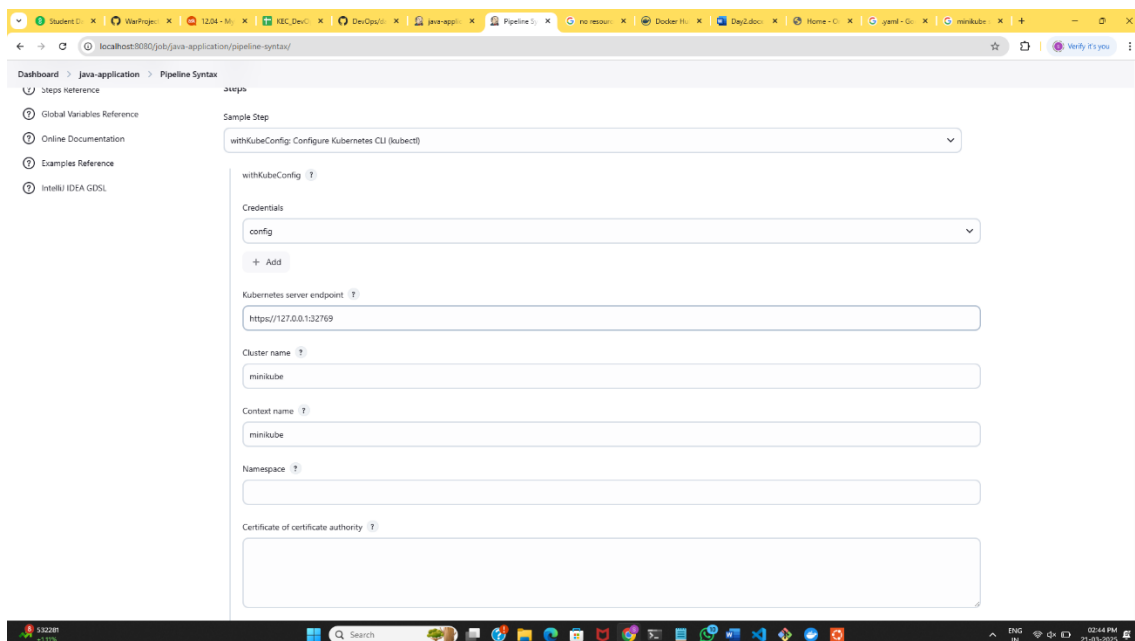 Student D
WarProjec
12.04 - My
KEC_DevO
DevOps/d
java-applic
Pipeline Sy
no resourc
Docker Hu
Day2.docx
Home - O
.yaml - Go
minikube
localhost:8080/job/java-application/pipeline-syntax/
Verify it's you
Dashboard > java-application > Pipeline Syntax
Steps Reference
Steps
Global Variables Reference
Sample Step
Online Documentation
withKubeConfig: Configure Kubernetes CLI (kubectl)
Examples Reference
IntelliJ IDEA GDSL
withKubeConfig ?
Credentials
config
+ Add
Kubernetes server endpoint ?
https://127.0.0.1:32769
Cluster name ?
minikube
Context name ?
minikube
Namespace ?
Certificate of certificate authority ?
Search
ENG
IN
02:44 PM
21-03-2025